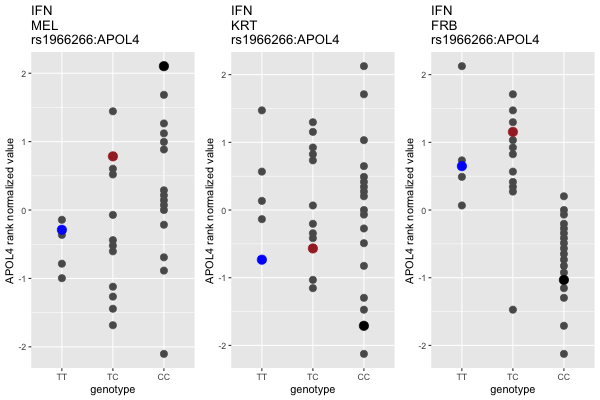 IFN
MEL
rs1966266:APOL4
APOL4 rank normalized value
2
1
0
-1
-2
TT
TC
CC
genotype
IFN
KRT
rs1966266:APOL4
APOL4 rank normalized value
2
1
0
-1
-2
TT
TC
CC
genotype
IFN
FRB
rs1966266:APOL4
APOL4 rank normalized value
2
1
0
-1
-2
TT
TC
CC
genotype